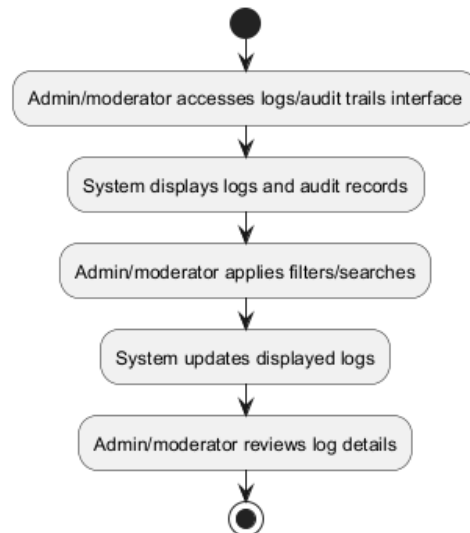 Admin/moderator accesses logs/audit trails interface
System displays logs and audit records
Admin/moderator applies filters/searches
System updates displayed logs
Admin/moderator reviews log details